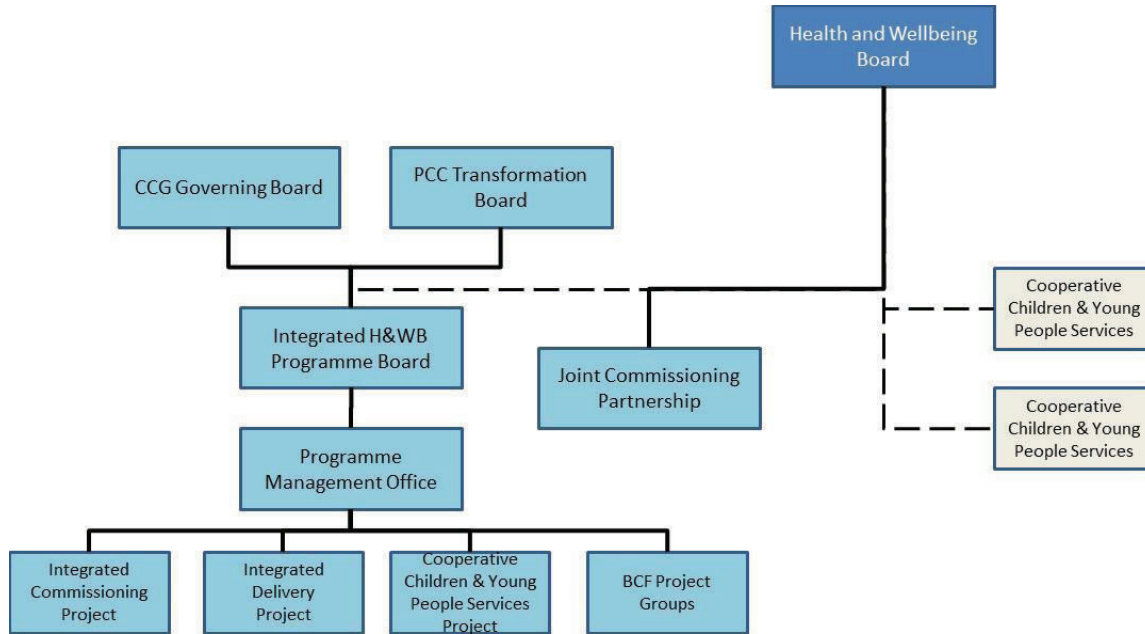 Health and Wellbeing
Board
CCG Governing Board
PCC Transformation
Board
Cooperative
Children & Young
People Services
Integrated H&WB
Programme Board
Joint Commissioning
Partnership
Cooperative
Children & Young
People Services
Programme
Management Office
Integrated
Commissioning
Project
Integrated
Delivery
Project
Cooperative
Children & Young
People Services
Project
BCF Project
Groups